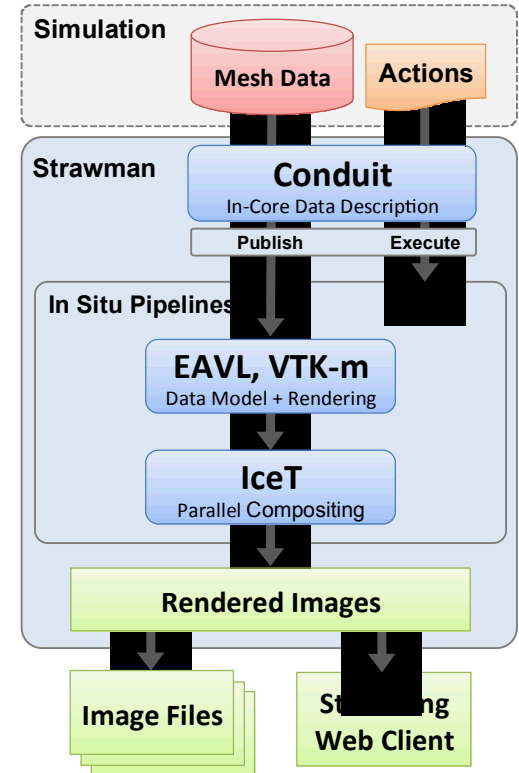 Simulation
Mesh Data
Actions
Strawman
Conduit
In-Core Data Description
Publish
Execute
In Situ Pipelines
EAVL, VTK-m
Data Model + Rendering
IceT
Parallel Compositing
Rendered Images
Image Files
Web Client